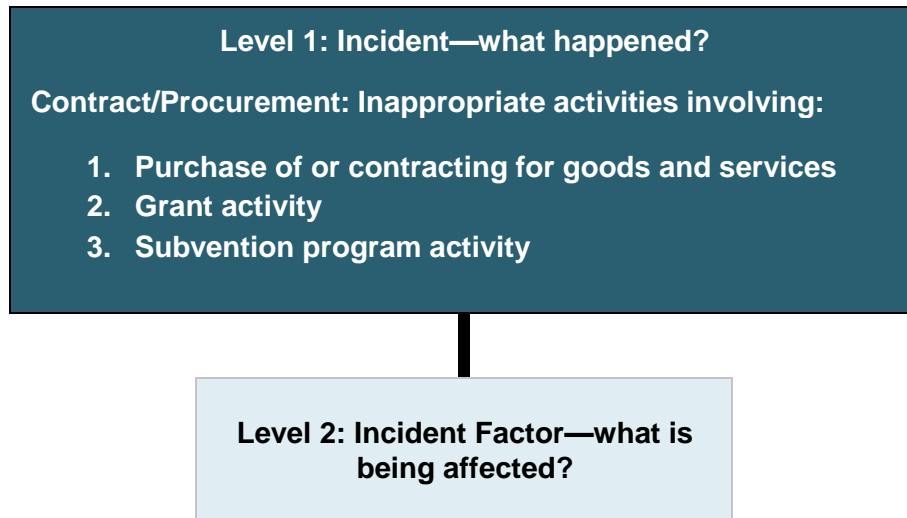 Level 1: Incident—what happened?
Contract/Procurement: Inappropriate activities involving:
1. Purchase of or contracting for goods and services
2. Grant activity
3. Subvention program activity
Level 2: Incident Factor—what is
being affected?